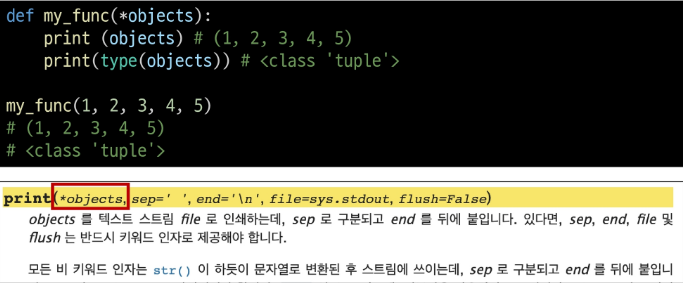 def my_func(*objects):
    print (objects) # (1, 2, 3, 4, 5)
    print(type(objects)) # <class 'tuple'>
my_func(1, 2, 3, 4, 5)
# (1, 2, 3, 4, 5)
# <class 'tuple'>
print(*objects, sep=' ', end='\n', file=sys.stdout, flush=False)
objects 를 텍스트 스트림 file 로 인쇄하는데, sep 로 구분되고 end 를 뒤에 붙입니다. 있다면, sep, end, file 및
flush 는 반드시 키워드 인자로 제공해야 합니다.
모든 비 키워드 인자는 str() 이 하듯이 문자열로 변환된 후 스트림에 쓰이는데, sep 로 구분되고 end 를 뒤에 붙입니